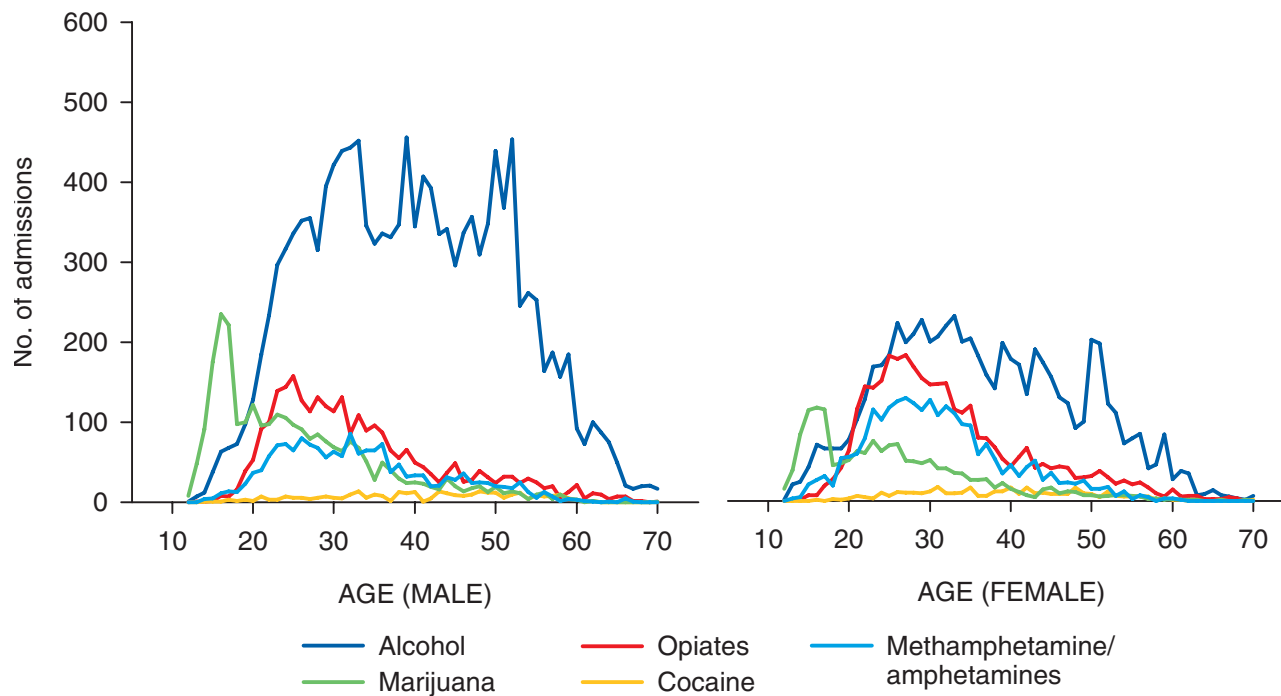 600
500
400
300
200
100
0
No. of admissions
10 20 30 40 50 60 70
AGE (MALE)
10 20 30 40 50 60 70
AGE (FEMALE)
Alcohol
Marijuana
Opiates
Cocaine
Methamphetamine/
amphetamines